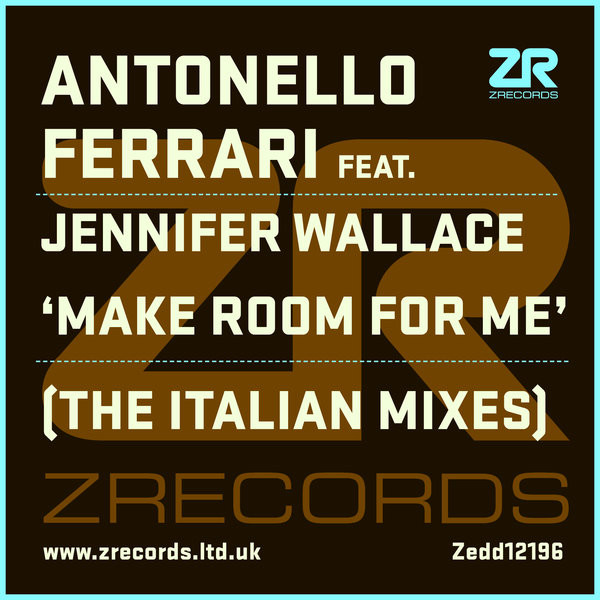 ANTONELLO
ZR
ZRECORDS
FERRARI FEAT.
JENNIFER WALLACE
‘MAKE ROOM FOR ME’
(THE ITALIAN MIXES)
ZR
ZRECORDS
www.zrecords.ltd.uk
Zedd12196